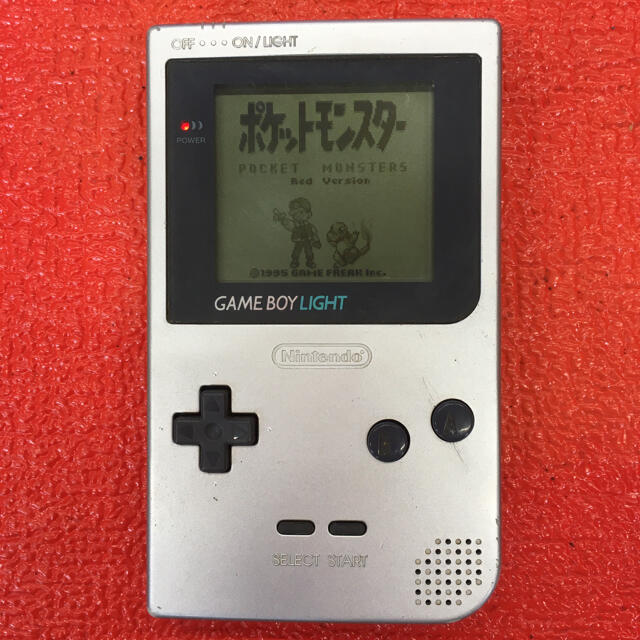 OFF ••• ON/LIGHT
POWER
ポケットモンスター
POCKET MONSTERS
Red Version
©1995 GAME FREAK Inc.
GAME BOY LIGHT
Nintendo
A
B
SELECT START